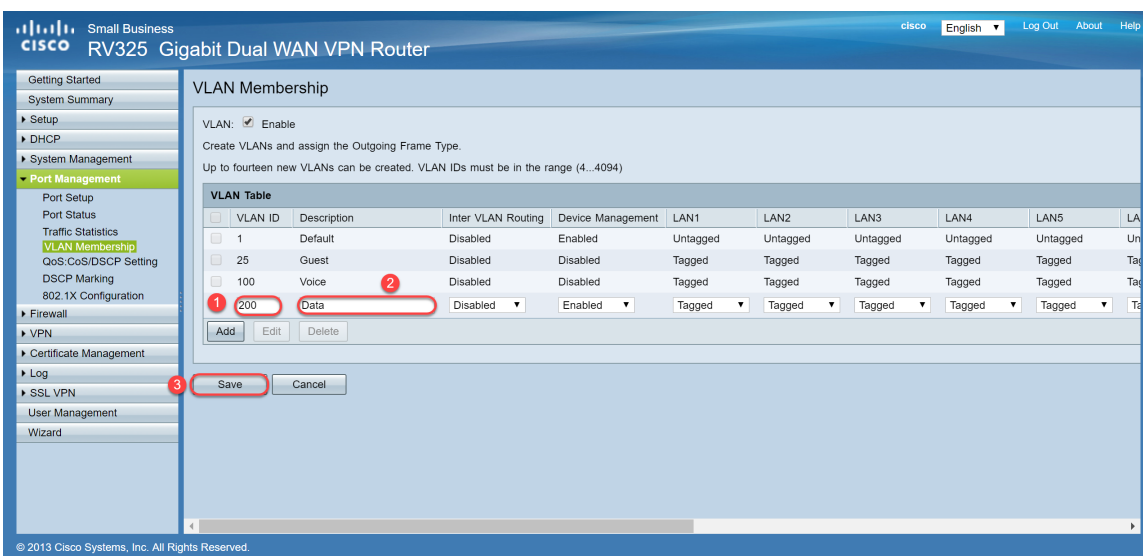 Small Business
cisco English ▼ Log Out About Help
CISCO RV325 Gigabit Dual WAN VPN Router
Getting Started
System Summary
Setup
DHCP
System Management
Port Management
Port Setup
Port Status
Traffic Statistics
VLAN Membership
QoS:CoS/DSCP Setting
DSCP Marking
802.1X Configuration
Firewall
VPN
Certificate Management
Log
SSL VPN
User Management
Wizard
VLAN Membership
VLAN: Enable
Create VLANs and assign the Outgoing Frame Type.
Up to fourteen new VLANs can be created. VLAN IDs must be in the range (4...4094)
VLAN Table
VLAN ID Description Inter VLAN Routing Device Management LAN1 LAN2 LAN3 LAN4 LAN5 LA
1 Default Disabled Enabled Untagged Untagged Untagged Untagged Untagged Un
25 Guest Disabled Disabled Tagged Tagged Tagged Tagged Tagged Tag
100 Voice Disabled Disabled Tagged Tagged Tagged Tagged Tagged Tag
2
1 200 Data Disabled ▼ Enabled ▼ Tagged ▼ Tagged ▼ Tagged ▼ Tagged ▼ Tagged ▼ Ta
Add Edit Delete
3 Save Cancel
© 2013 Cisco Systems, Inc. All Rights Reserved.